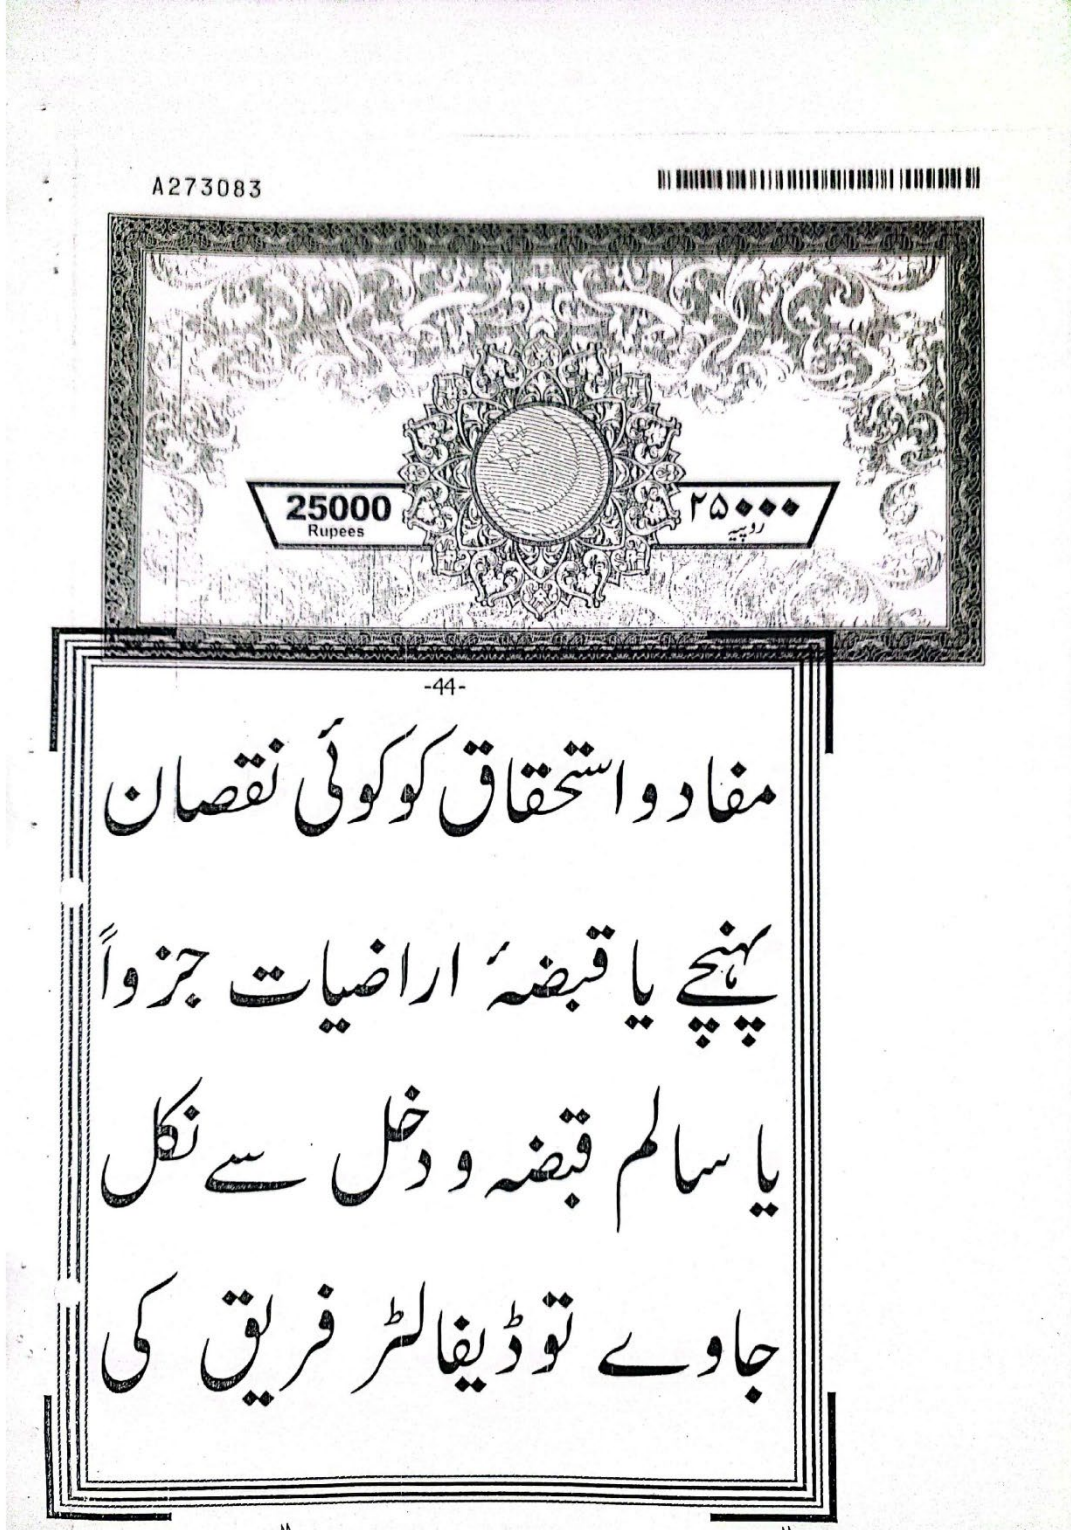 A273083
25000
Rupees
۲۵۰۰۰
روپیہ
-44-
مفاد و استحقاق کو کوئی نقصان
پہنچے یا قبضۂ اراضیات جزواً
یا سالم قبضہ و دخل سے نکل
جاوے تو ڈیفالٹر فریق کی